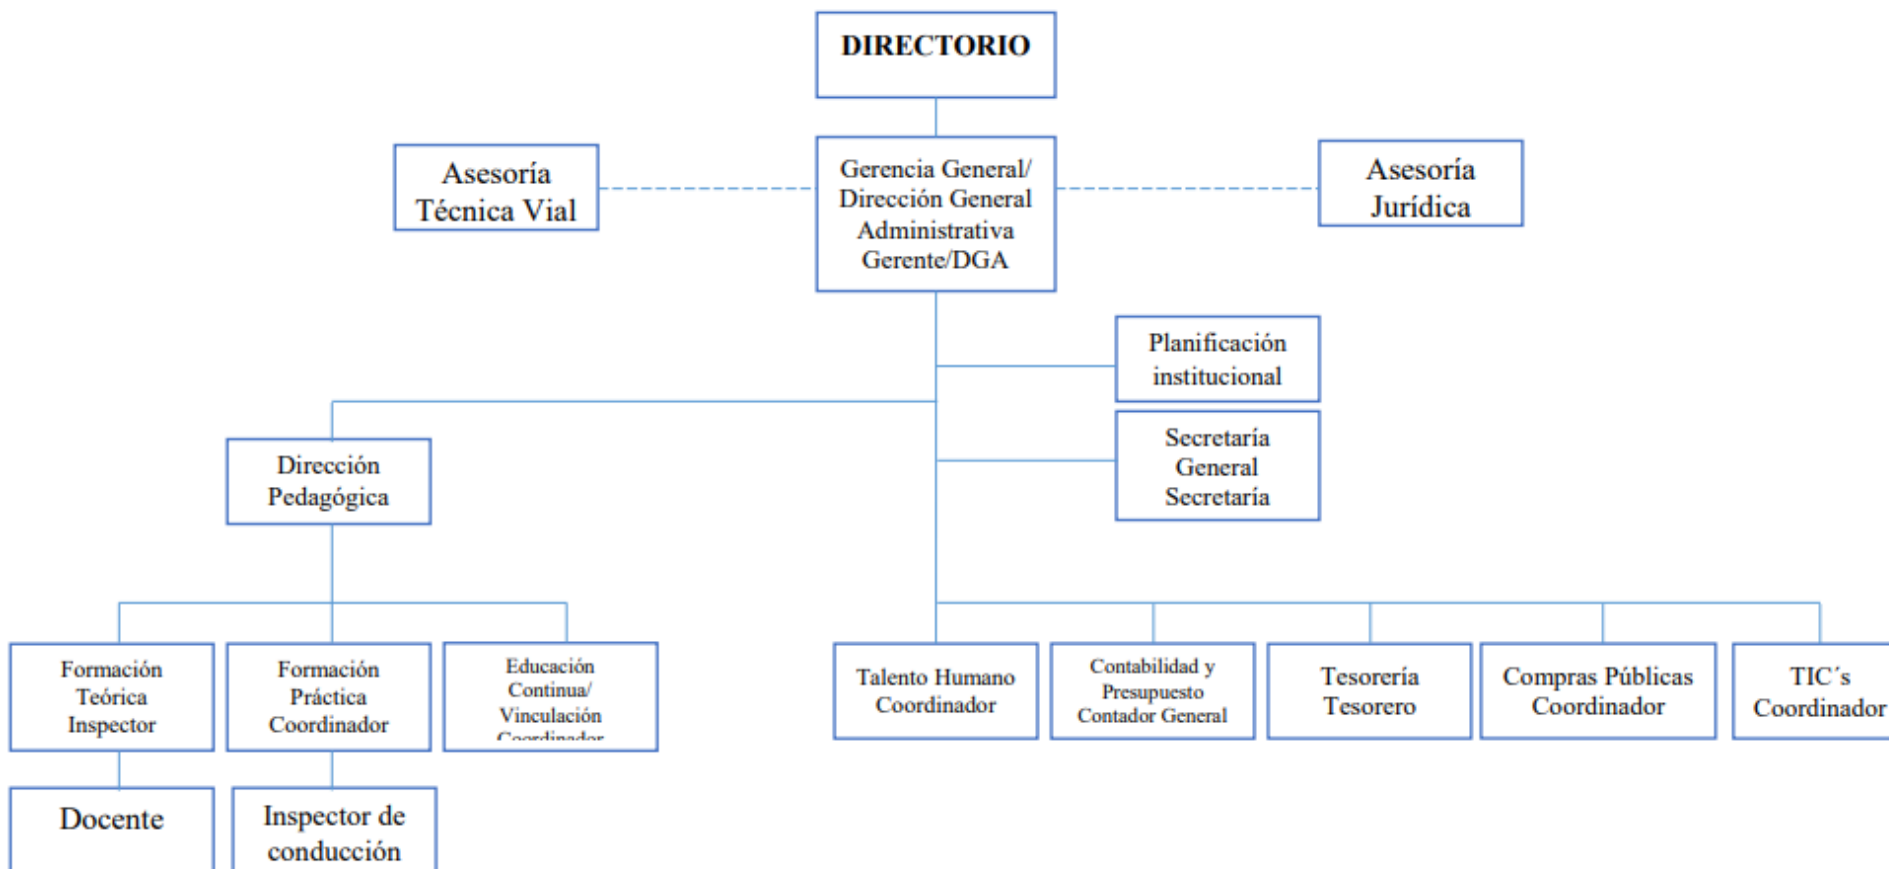 DIRECTORIO
Asesoría
Técnica Vial
Gerencia General/
Dirección General
Administrativa
Gerente/DGA
Asesoría
Jurídica
Planificación
institucional
Secretaría
General
Secretaría
Dirección
Pedagógica
Formación
Teórica
Inspector
Formación
Práctica
Coordinador
Educación
Continua/
Vinculación
Coordinador
Talento Humano
Coordinador
Contabilidad y
Presupuesto
Contador General
Tesorería
Tesorero
Compras Públicas
Coordinador
TIC´s
Coordinador
Docente
Inspector de
conducción